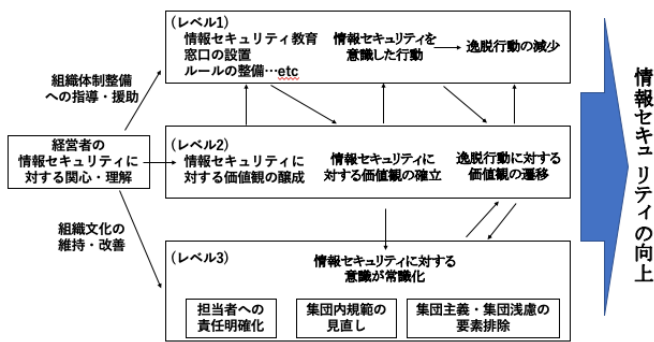 (レベル1)
情報セキュリティ教育
窓口の設置
ルールの整備…etc
情報セキュリティを
意識した行動
逸脱行動の減少
組織体制整備
への指導・援助
経営者の
情報セキュリティに
対する関心・理解
(レベル2)
情報セキュリティに
対する価値観の醸成
情報セキュリティに
対する価値観の確立
逸脱行動に対する
価値観の遷移
組織文化の
維持・改善
(レベル3)
情報セキュリティに対する
意識が常識化
担当者への
責任明確化
集団内規範の
見直し
集団主義・集団浅慮の
要素排除
情報セキュリティの向上